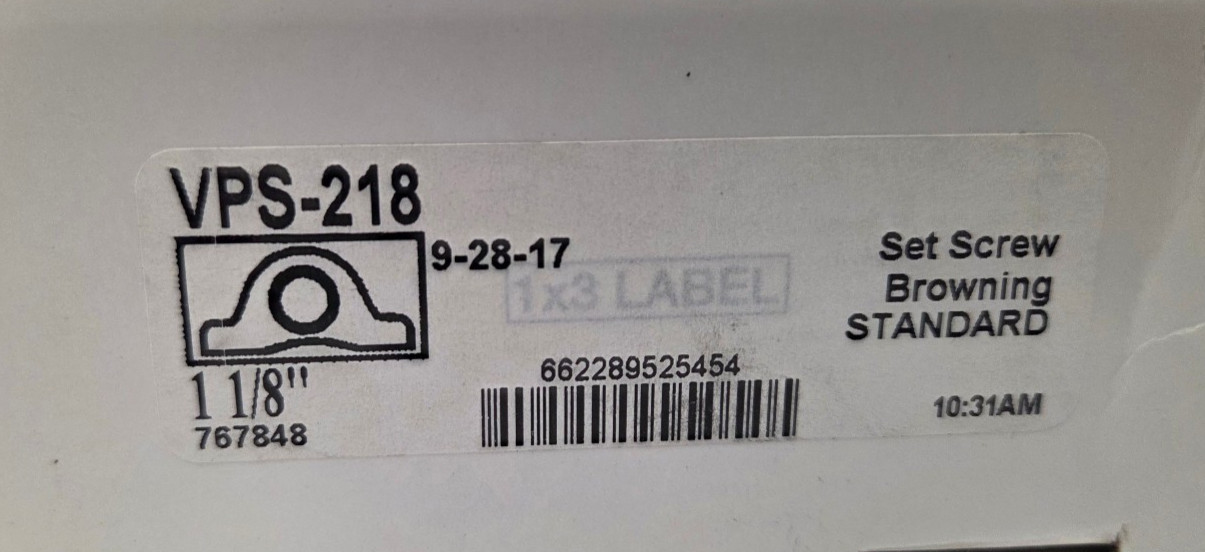 VPS-218
9-28-17
1x3 LABEL
Set Screw
Browning
STANDARD
1 1/8"
767848
662289525454
10:31AM